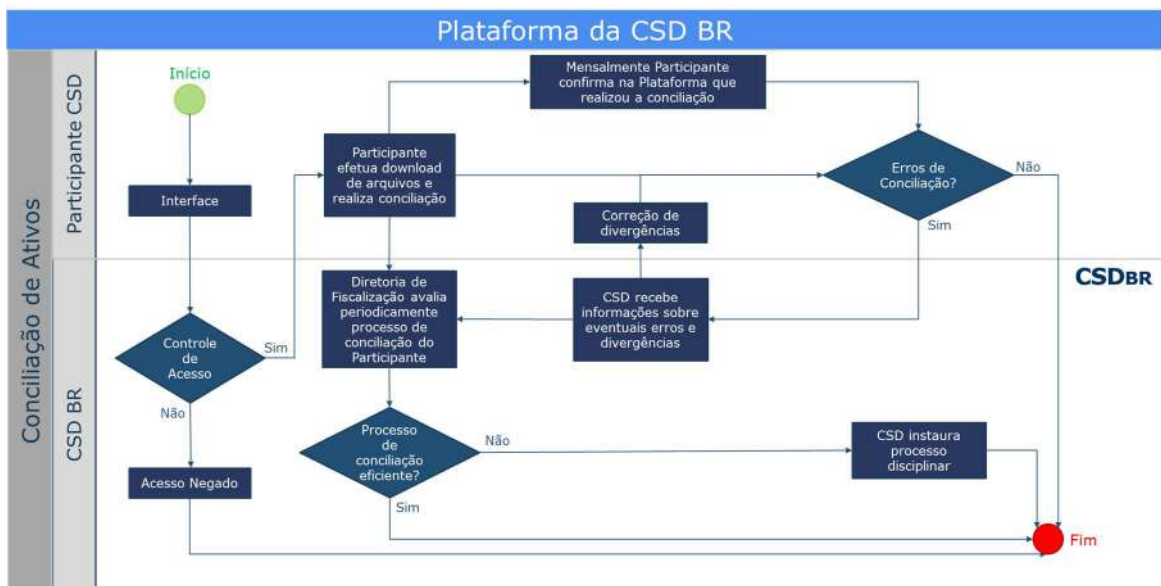 Plataforma da CSD BR
Conciliação de Ativos
Participante CSD
CSD BR
Início
Interface
Mensalmente Participante
confirma na Plataforma que
realizou a conciliação
Participante
efetua download
de arquivos e
realiza conciliação
Erros de
Conciliação?
Não
Sim
Correção de
divergências
CSDBR
Diretoria de
Fiscalização avalia
periodicamente
processo de
conciliação do
Participante
CSD recebe
informações sobre
eventuais erros e
divergências
Controle
de
Acesso
Sim
Não
Acesso Negado
Processo
de
conciliação
eficiente?
Não
Sim
CSD instaura
processo
disciplinar
Fim